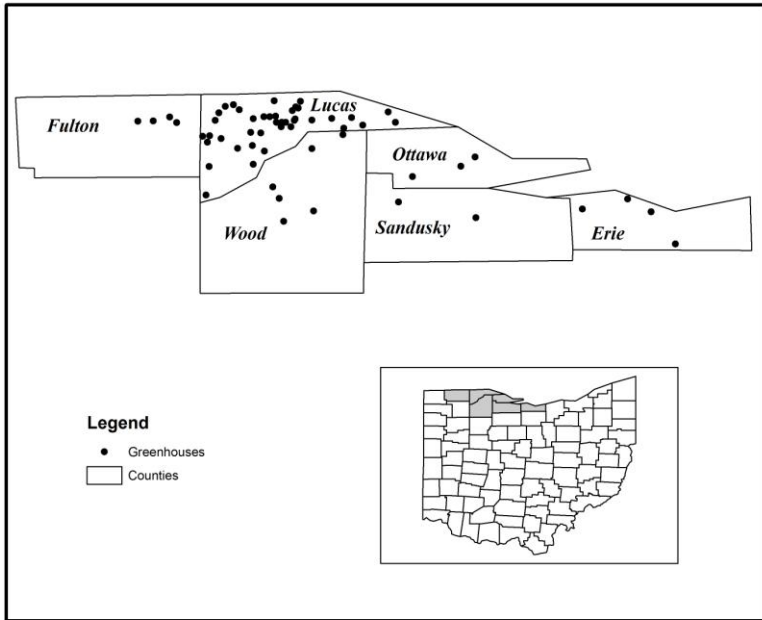 Lucas
Fulton
Ottawa
Wood
Sandusky
Erie
Legend
Greenhouses
Counties